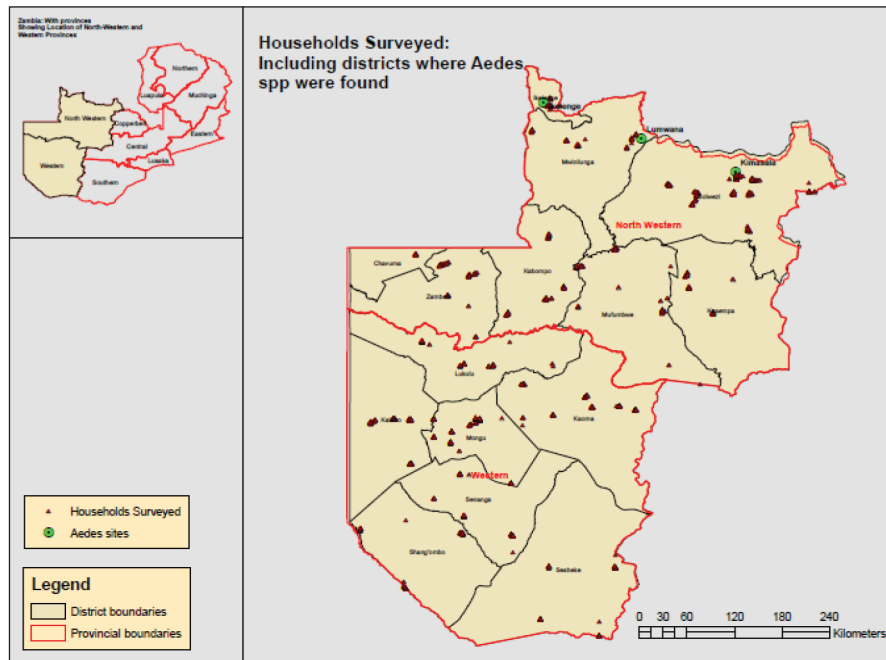 Zambia: With provinces
Showing Location of North-Western and
Western Provinces
Northern
Luapula
Muchinga
North Western
Copperbelt
Eastern
Central
Western
Lusaka
Southern
Households Surveyed:
Including districts where Aedes
spp were found
Lumwana
Mwinilunga
Kimasala
Solwezi
North Western
Chavuma
Kabompo
Zambezi
Mufumbwe
Kasempa
Lukulu
Kaoma
Kalabo
Mongu
Western
Senanga
Shang'ombo
Sesheke
Households Surveyed
Aedes sites
Legend
District boundaries
Provincial boundaries
0 30 60 120 180 240
Kilometers